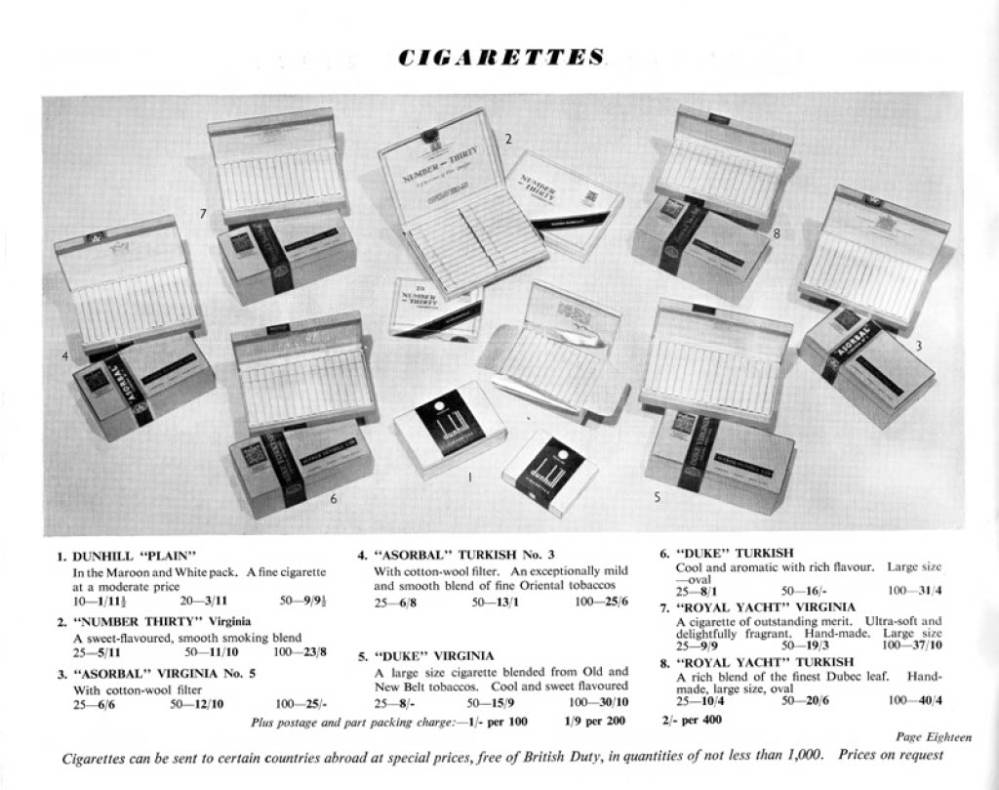 CIGARETTES
2
NUMBER — THIRTY
NUMBER
— THIRTY
7
8
25
NUMBER
— THIRTY
4
ASORBAL
ASORBAL
3
dunhill
dunhill
1
6
5
1. DUNHILL “PLAIN”
In the Maroon and White pack. A fine cigarette
at a moderate price
10—1/11½ 20—3/11 50—9/9½
2. “NUMBER THIRTY” Virginia
A sweet-flavoured, smooth smoking blend
25—5/11 50—11/10 100—23/8
3. “ASORBAL” VIRGINIA No. 5
With cotton-wool filter
25—6/6 50—12/10 100—25/-
4. “ASORBAL” TURKISH No. 3
With cotton-wool filter. An exceptionally mild
and smooth blend of fine Oriental tobaccos
25—6/8 50—13/1 100—25/6
5. “DUKE” VIRGINIA
A large size cigarette blended from Old and
New Belt tobaccos. Cool and sweet flavoured
25—8/- 50—15/9 100—30/10
6. “DUKE” TURKISH
Cool and aromatic with rich flavour. Large size
—oval
25—8/1 50—16/- 100—31/4
7. “ROYAL YACHT” VIRGINIA
A cigarette of outstanding merit. Ultra-soft and
delightfully fragrant. Hand-made. Large size
25—9/9 50—19/3 100—37/10
8. “ROYAL YACHT” TURKISH
A rich blend of the finest Dubec leaf. Hand-
made, large size, oval
25—10/4 50—20/6 100—40/4
Plus postage and part packing charge:—1/- per 100 1/9 per 200 2/- per 400
Page Eighteen
Cigarettes can be sent to certain countries abroad at special prices, free of British Duty, in quantities of not less than 1,000. Prices on request